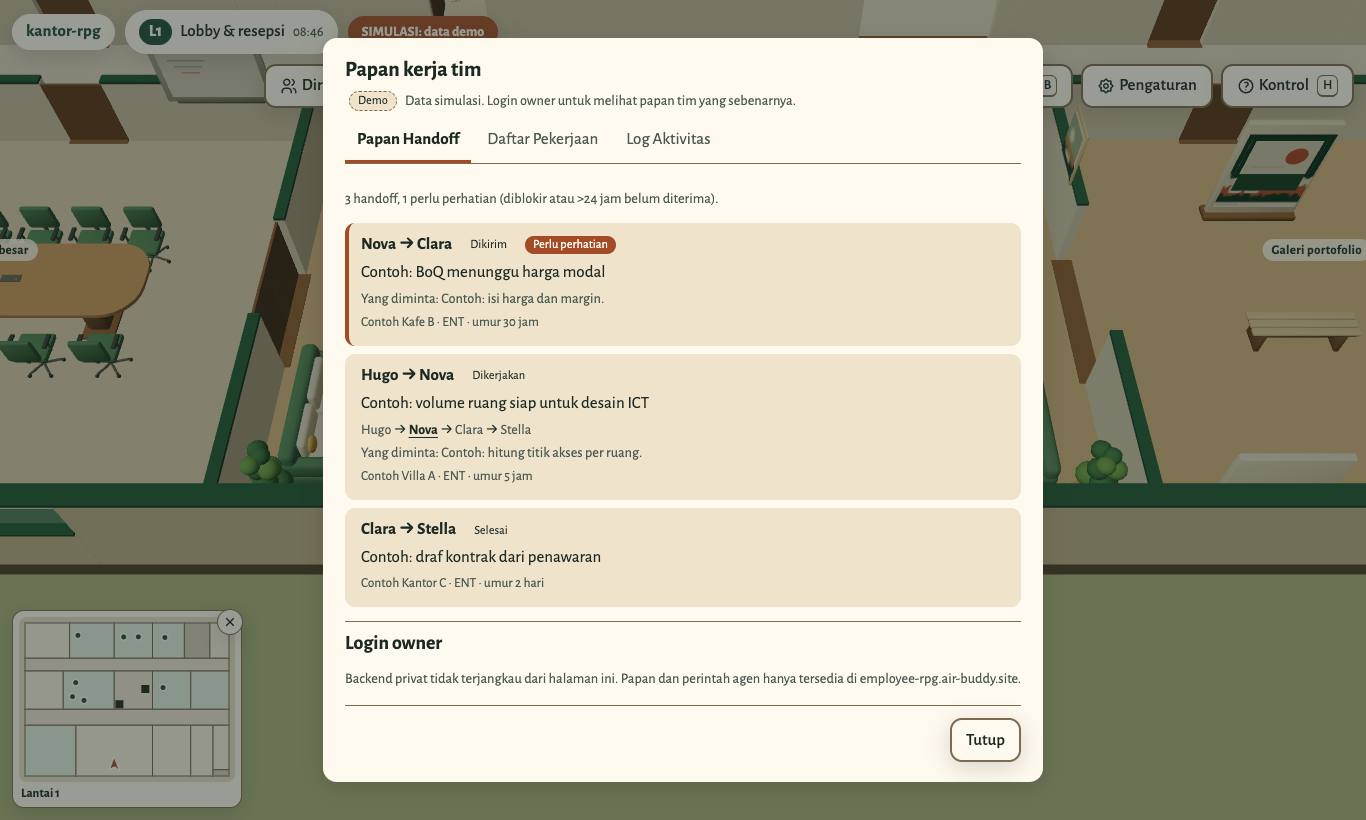 kantor-rpg
L1 Lobby & resepsi 08:46
SIMULASI: data demo
Dir
B
Pengaturan
Kontrol H
besar
Galeri portofolio
Papan kerja tim
Demo Data simulasi. Login owner untuk melihat papan tim yang sebenarnya.
Papan Handoff Daftar Pekerjaan Log Aktivitas
3 handoff, 1 perlu perhatian (diblokir atau >24 jam belum diterima).
Nova → Clara Dikirim Perlu perhatian
Contoh: BoQ menunggu harga modal
Yang diminta: Contoh: isi harga dan margin.
Contoh Kafe B · ENT · umur 30 jam
Hugo → Nova Dikerjakan
Contoh: volume ruang siap untuk desain ICT
Hugo → Nova → Clara → Stella
Yang diminta: Contoh: hitung titik akses per ruang.
Contoh Villa A · ENT · umur 5 jam
Clara → Stella Selesai
Contoh: draf kontrak dari penawaran
Contoh Kantor C · ENT · umur 2 hari
Login owner
Backend privat tidak terjangkau dari halaman ini. Papan dan perintah agen hanya tersedia di employee-rpg.air-buddy.site.
Tutup
Lantai 1